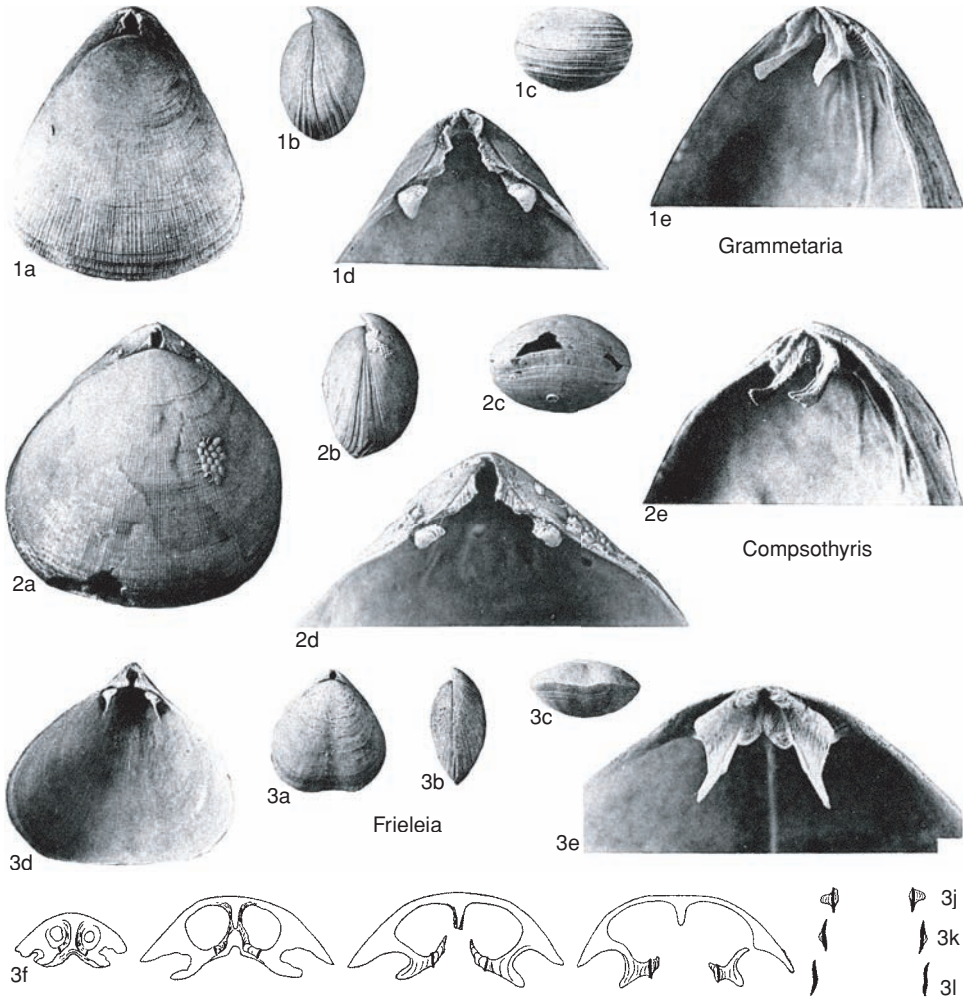 1a
1b
1c
1d
1e
Grammetaria
2a
2b
2c
2d
2e
Compsothyris
3d
3a
3b
3c
3e
Frieleia
3f
3j
3k
3l